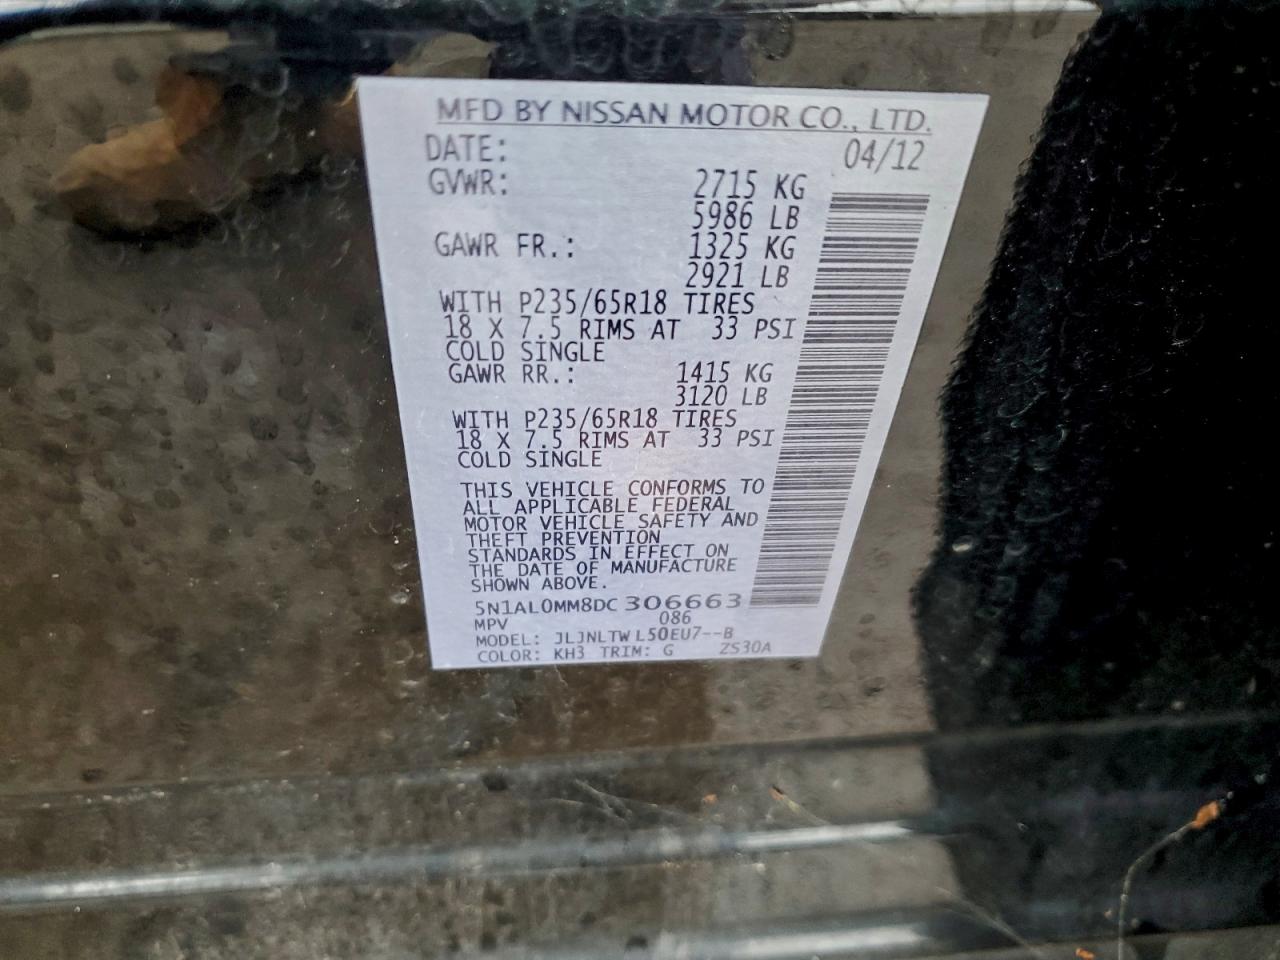 MFD BY NISSAN MOTOR CO., LTD.
DATE: 04/12
GVWR: 2715 KG
5986 LB
GAWR FR.: 1325 KG
2921 LB
WITH P235/65R18 TIRES
18 X 7.5 RIMS AT 33 PSI
COLD SINGLE
GAWR RR.: 1415 KG
3120 LB
WITH P235/65R18 TIRES
18 X 7.5 RIMS AT 33 PSI
COLD SINGLE
THIS VEHICLE CONFORMS TO
ALL APPLICABLE FEDERAL
MOTOR VEHICLE SAFETY AND
THEFT PREVENTION
STANDARDS IN EFFECT ON
THE DATE OF MANUFACTURE
SHOWN ABOVE.
5N1AL0MM8DC 306663
MPV 086
MODEL: JLJNLTW L50EU7--B
COLOR: KH3 TRIM: G ZS30A